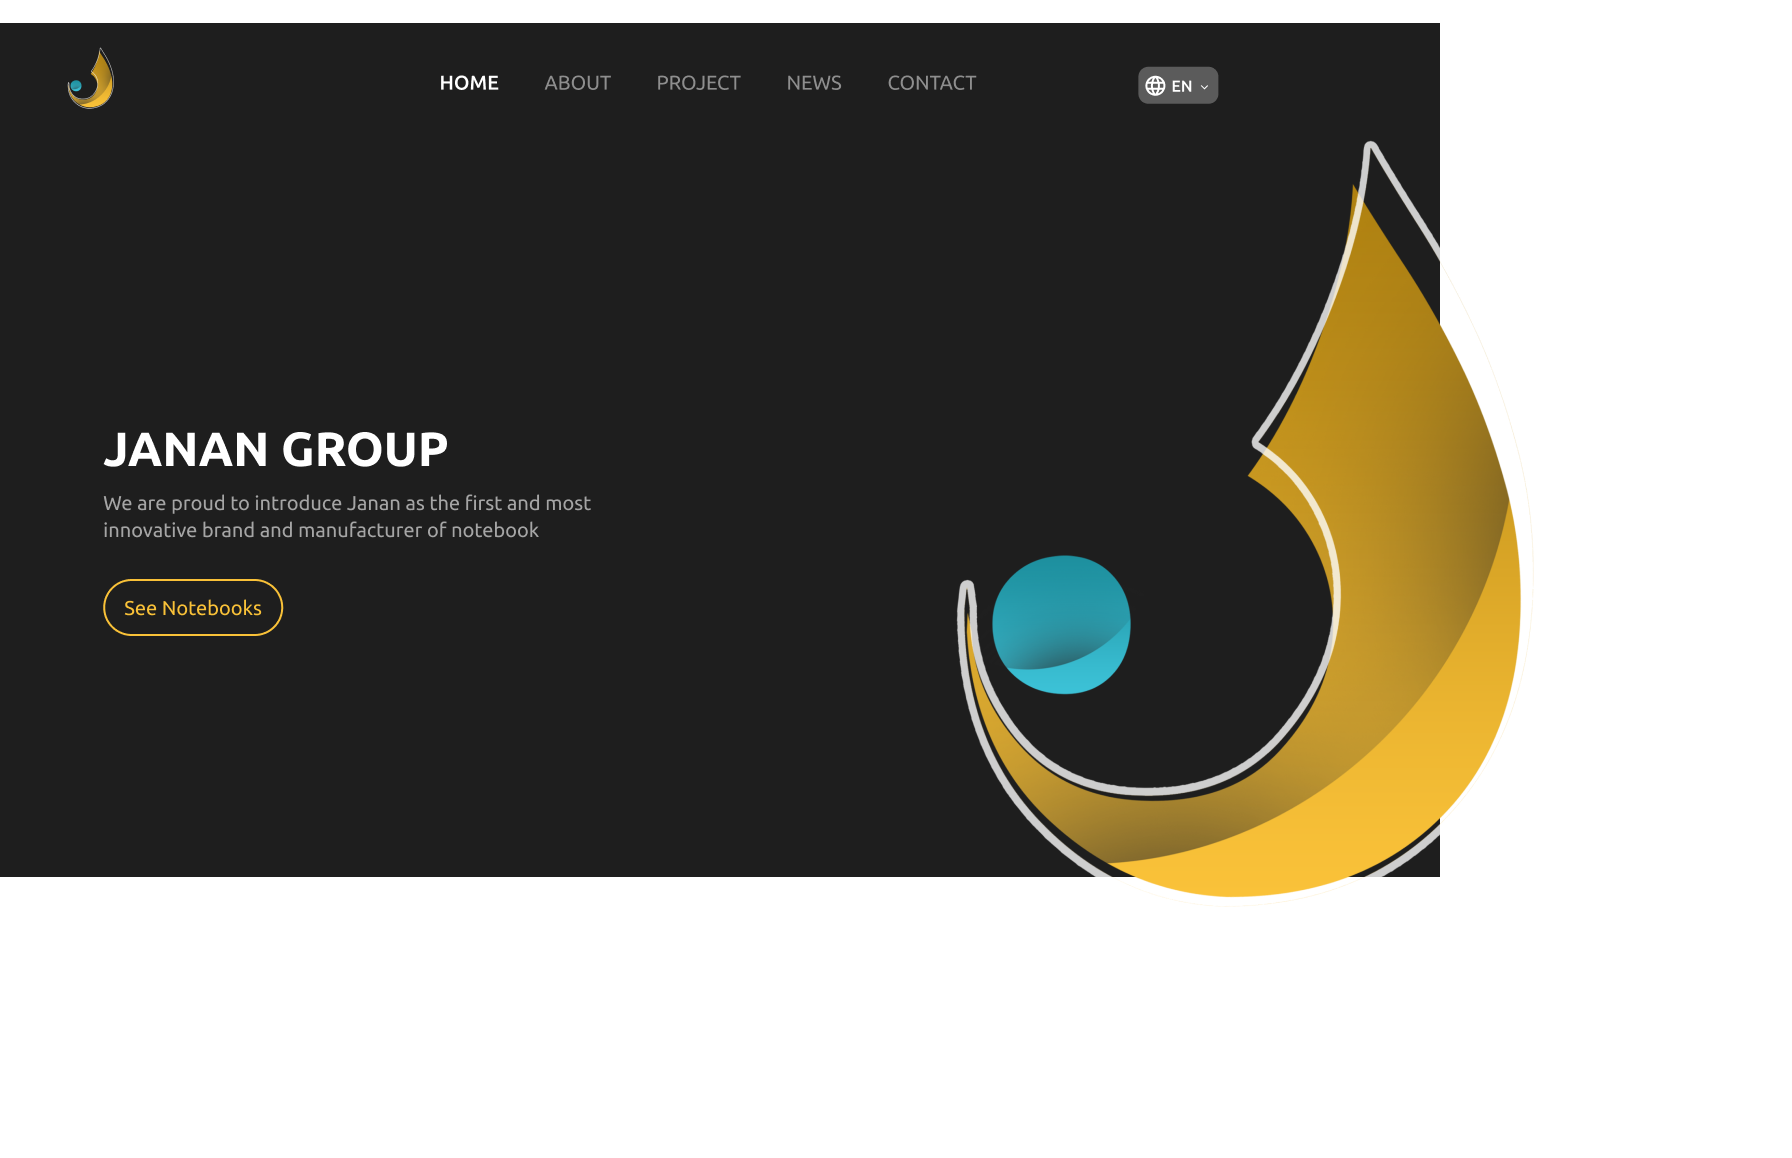 HOME
ABOUT
PROJECT
NEWS
CONTACT
EN
JANAN GROUP
We are proud to introduce Janan as the first and most
innovative brand and manufacturer of notebook
See Notebooks